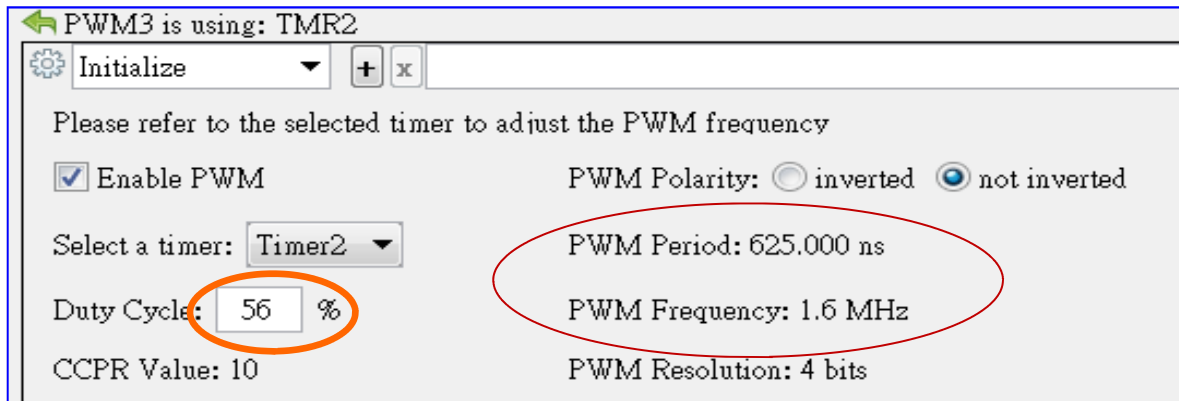 PWM3 is using: TMR2
Initialize + x
Please refer to the selected timer to adjust the PWM frequency
Enable PWM PWM Polarity: inverted not inverted
Select a timer: Timer2 PWM Period: 625.000 ns
Duty Cycle: 56 % PWM Frequency: 1.6 MHz
CCPR Value: 10 PWM Resolution: 4 bits